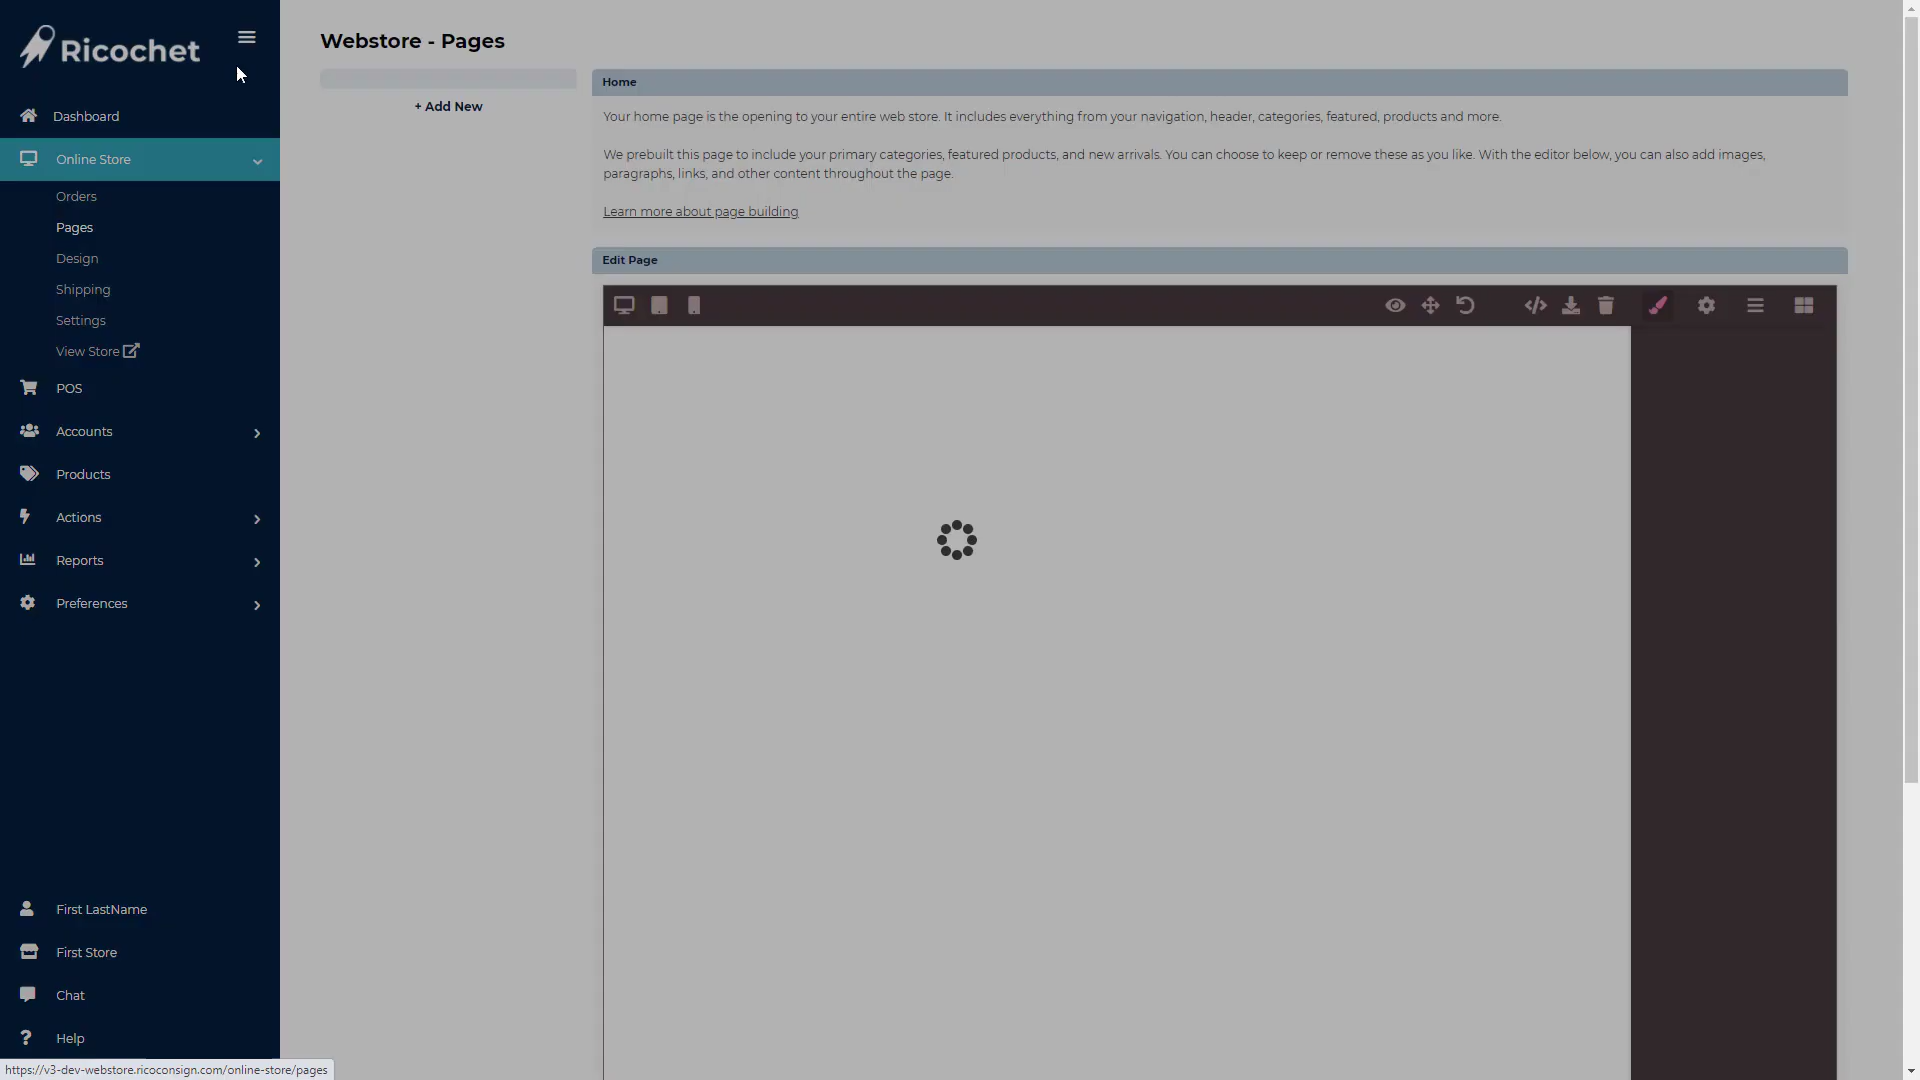 Ricochet
Dashboard
Online Store
Orders
Pages
Design
Shipping
Settings
View Store
POS
Accounts
Products
Actions
Reports
Preferences
First LastName
First Store
Chat
Help
https://v3-dev-webstore.ricoconsign.com/online-store/pages
Webstore - Pages
+ Add New
Home
Your home page is the opening to your entire web store. It includes everything from your navigation, header, categories, featured, products and more.
We prebuilt this page to include your primary categories, featured products, and new arrivals. You can choose to keep or remove these as you like. With the editor below, you can also add images,
paragraphs, links, and other content throughout the page.
Learn more about page building
Edit Page